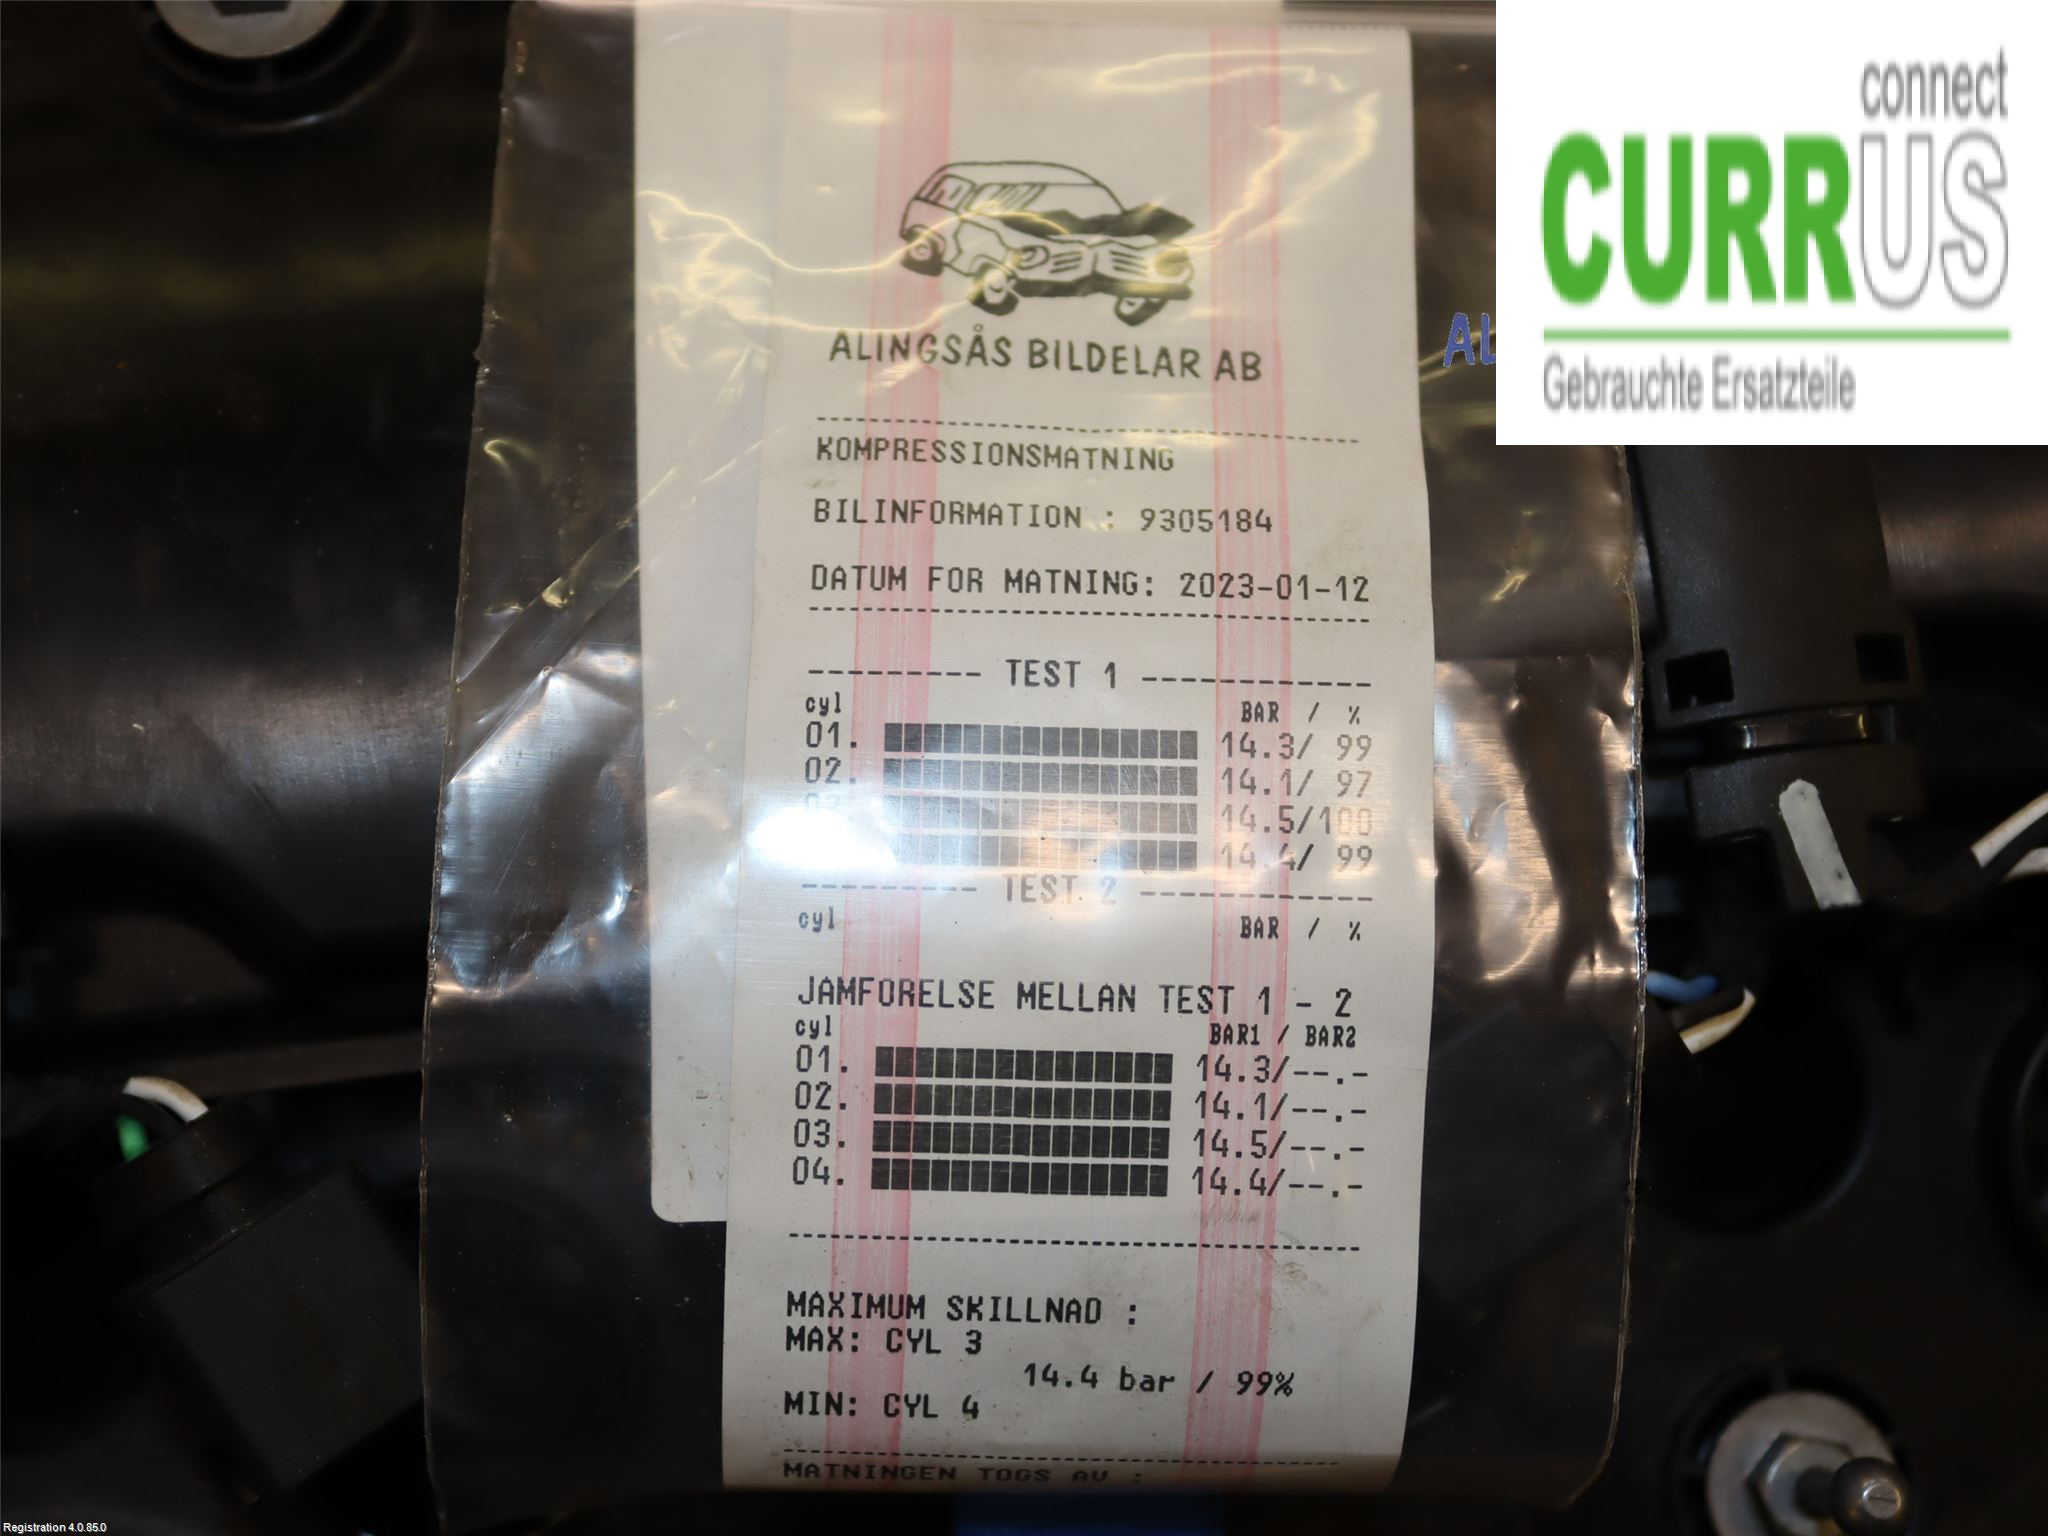 connect
CURRUS
Gebrauchte Ersatzteile
AL
ALINGSÅS BILDELAR AB
KOMPRESSIONSMATNING
BILINFORMATION : 9305184
DATUM FOR MATNING: 2023-01-12
--------- TEST 1 ------------
cyl BAR / %
01. 14.3/ 99
02. 14.1/ 97
14.5/100
14.4/ 99
--------- TEST 2 ------------
cyl BAR / %
JAMFORELSE MELLAN TEST 1 - 2
cyl BAR1 / BAR2
01. 14.3/--.-
02. 14.1/--.-
03. 14.5/--.-
04. 14.4/--.-
MAXIMUM SKILLNAD :
MAX: CYL 3
14.4 bar / 99%
MIN: CYL 4
MATNINGEN TOGS AV :
Registration 4.0.85.0